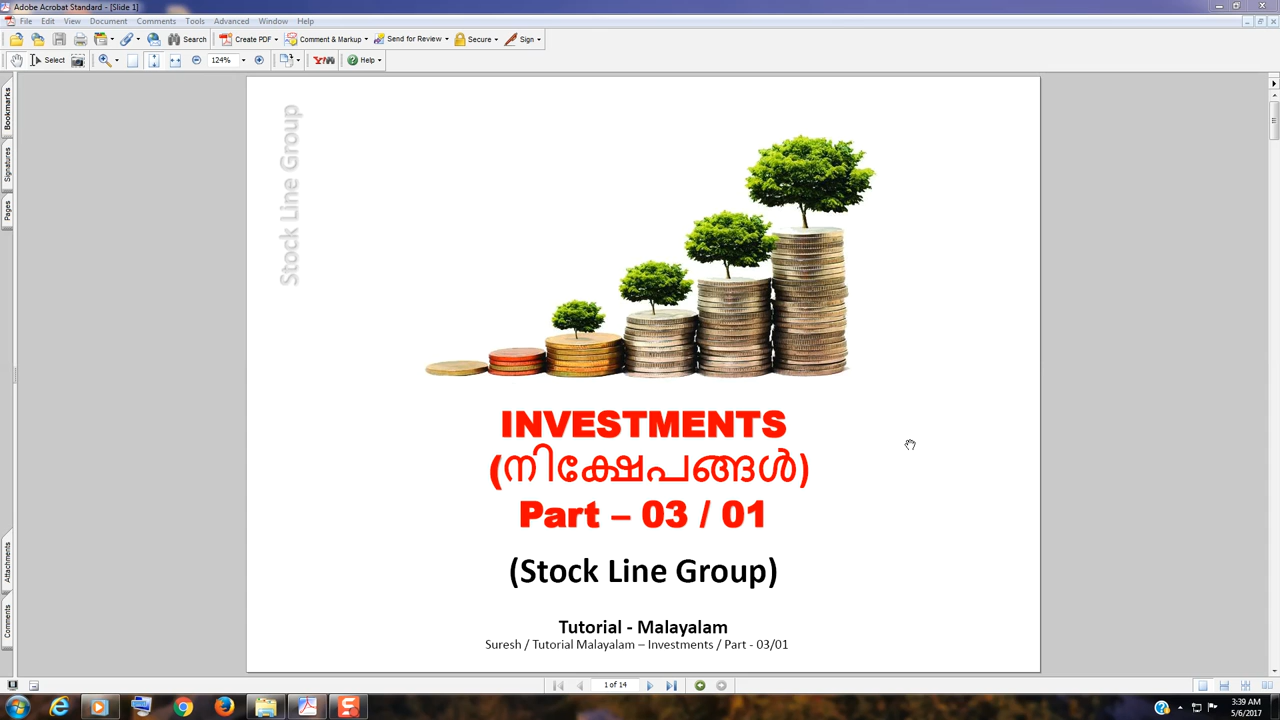 Adobe Acrobat Standard - [Slide 1]
File Edit View Document Comments Tools Advanced Window Help
Search Create PDF Comment & Markup Send for Review Secure Sign
Select 124% Y! Help
Bookmarks
Signatures
Pages
Attachments
Comments
Stock Line Group
INVESTMENTS
(നിക്ഷേപങ്ങൾ)
Part – 03 / 01
(Stock Line Group)
Tutorial - Malayalam
Suresh / Tutorial Malayalam – Investments / Part - 03/01
1 of 14
3:39 AM
5/6/2017